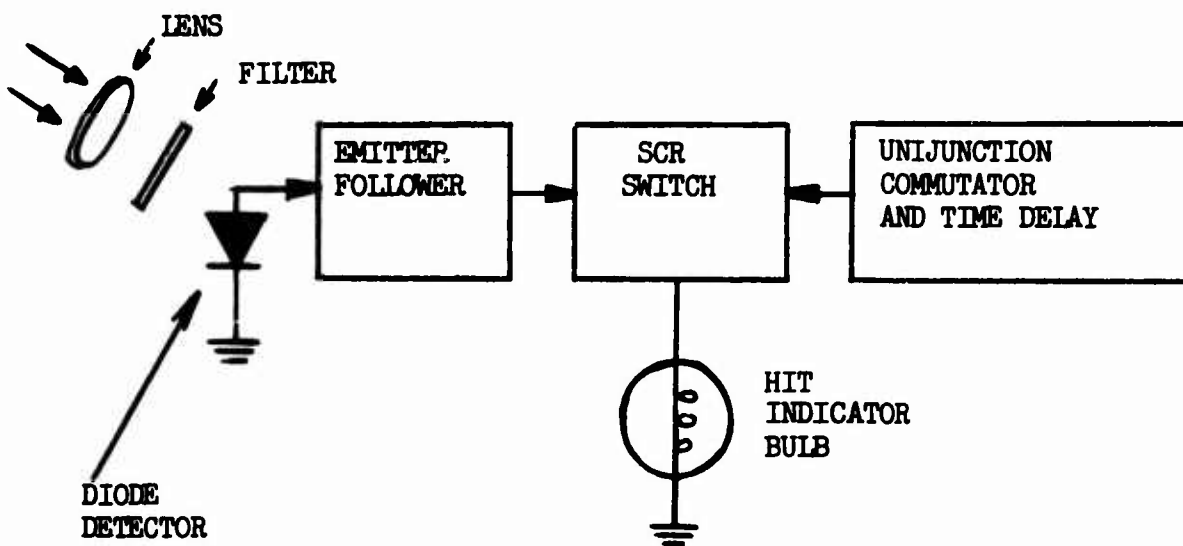 LENS
FILTER
EMITTER
FOLLOWER
SCR
SWITCH
UNIJUNCTION
COMMUTATOR
AND TIME DELAY
HIT
INDICATOR
BULB
DIODE
DETECTOR